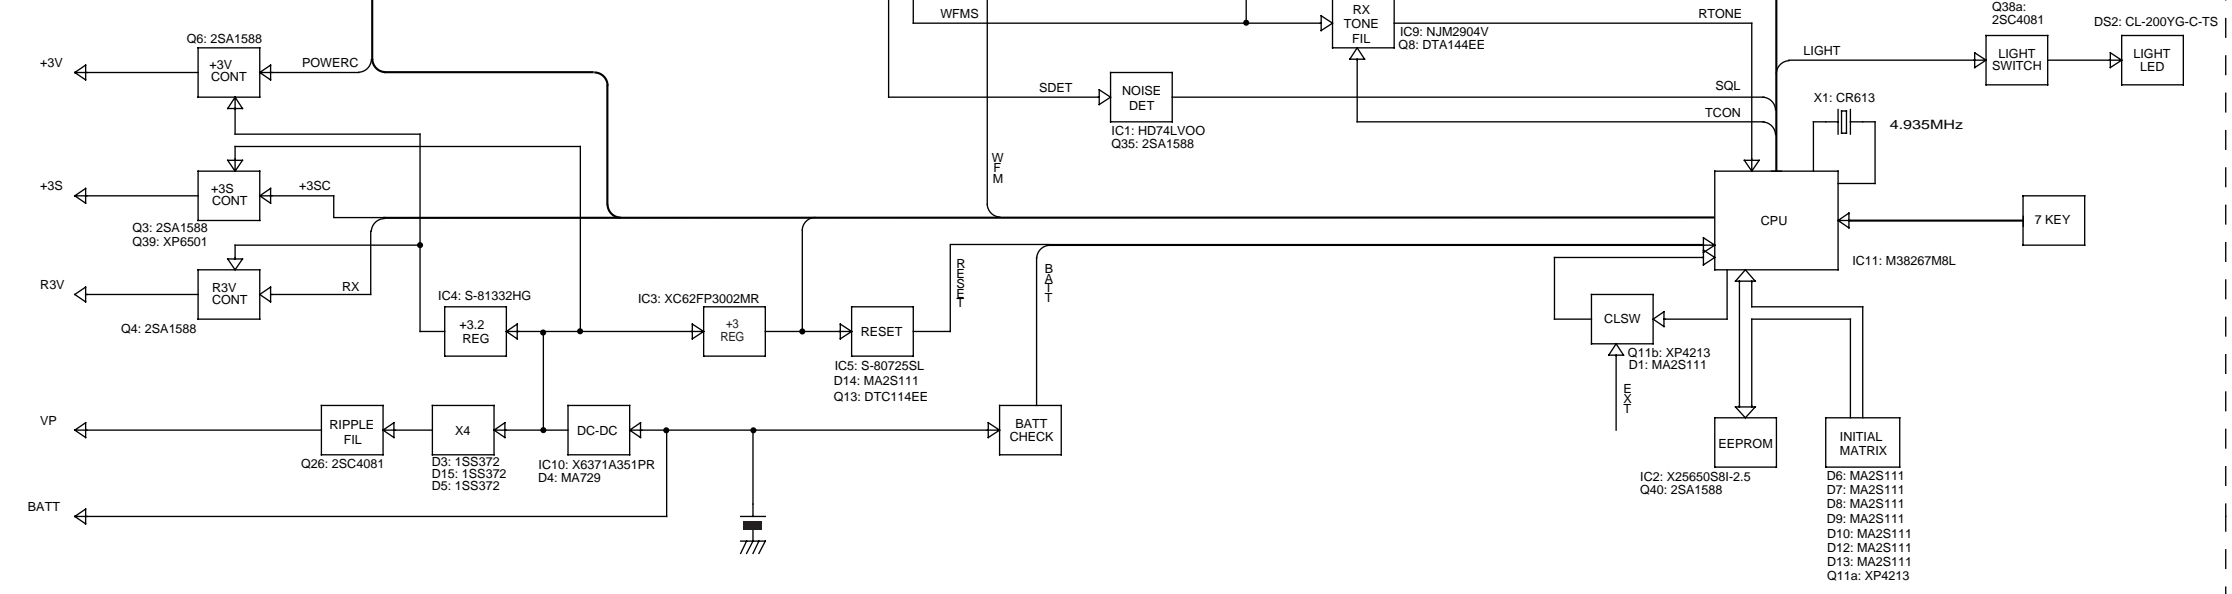 WFMS
RX
TONE
FIL
RTONE
IC9: NJM2904V
Q8: DTA144EE
Q38a:
2SC4081
DS2: CL-200YG-C-TS
LIGHT
LIGHT
SWITCH
LIGHT
LED
Q6: 2SA1588
+3V
+3V
CONT
POWERC
SDET
NOISE
DET
SQL
TCON
IC1: HD74LVOO
Q35: 2SA1588
X1: CR613
4.935MHz
WFM
+3S
+3S
CONT
+3SC
Q3: 2SA1588
Q39: XP6501
CPU
7 KEY
IC11: M38267M8L
R3V
R3V
CONT
RX
Q4: 2SA1588
IC4: S-81332HG
+3.2
REG
IC3: XC62FP3002MR
+3
REG
RESET
IC5: S-80725SL
D14: MA2S111
Q13: DTC114EE
RESET
BATT
CLSW
Q11b: XP4213
D1: MA2S111
EXT
VP
RIPPLE
FIL
Q26: 2SC4081
X4
D3: 1SS372
D15: 1SS372
D5: 1SS372
DC-DC
IC10: X6371A351PR
D4: MA729
BATT
CHECK
EEPROM
IC2: X25650S8I-2.5
Q40: 2SA1588
INITIAL
MATRIX
D6: MA2S111
D7: MA2S111
D8: MA2S111
D9: MA2S111
D10: MA2S111
D12: MA2S111
D13: MA2S111
Q11a: XP4213
BATT